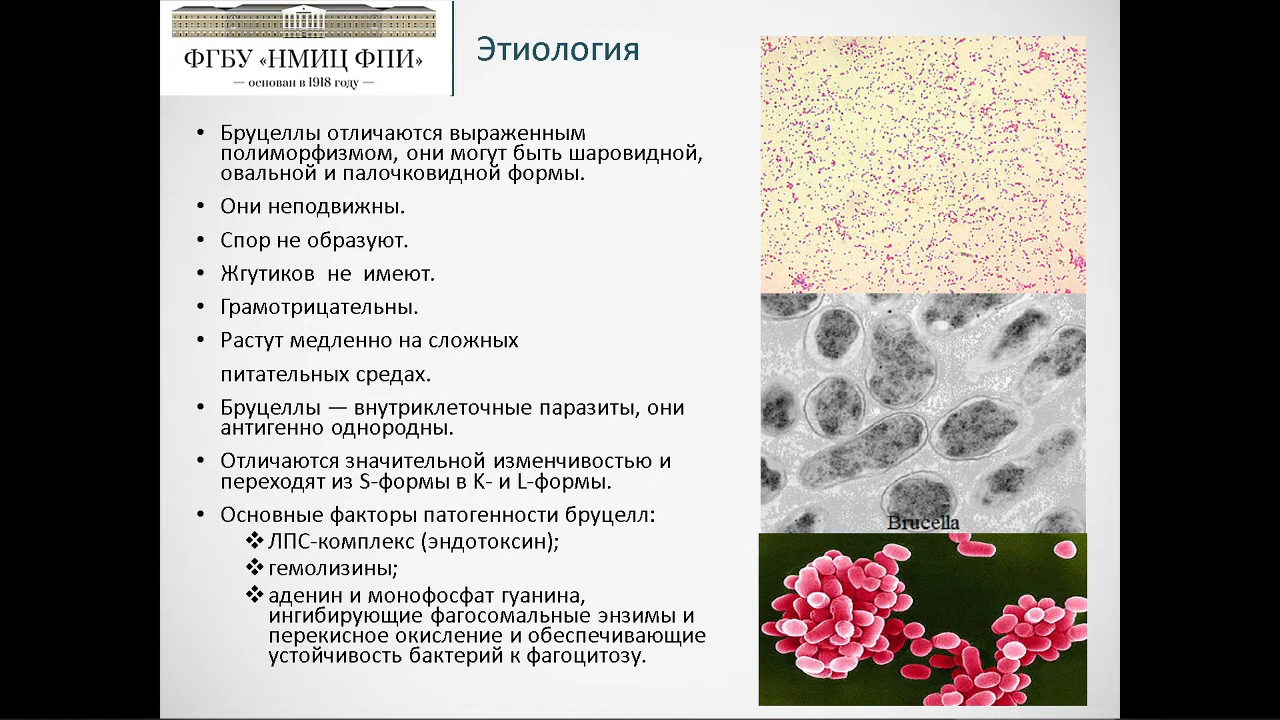 ФГБУ «НМИЦ ФПИ»
— основан в 1918 году —
Этиология
• Бруцеллы отличаются выраженным
полиморфизмом, они могут быть шаровидной,
овальной и палочковидной формы.
• Они неподвижны.
• Спор не образуют.
• Жгутиков не имеют.
• Грамотрицательны.
• Растут медленно на сложных
питательных средах.
• Бруцеллы — внутриклеточные паразиты, они
антигенно однородны.
• Отличаются значительной изменчивостью и
переходят из S-формы в K- и L-формы.
• Основные факторы патогенности бруцелл:
❖ ЛПС-комплекс (эндотоксин);
❖ гемолизины;
❖ аденин и монофосфат гуанина,
ингибирующие фагосомальные энзимы и
перекисное окисление и обеспечивающие
устойчивость бактерий к фагоцитозу.
Brucella